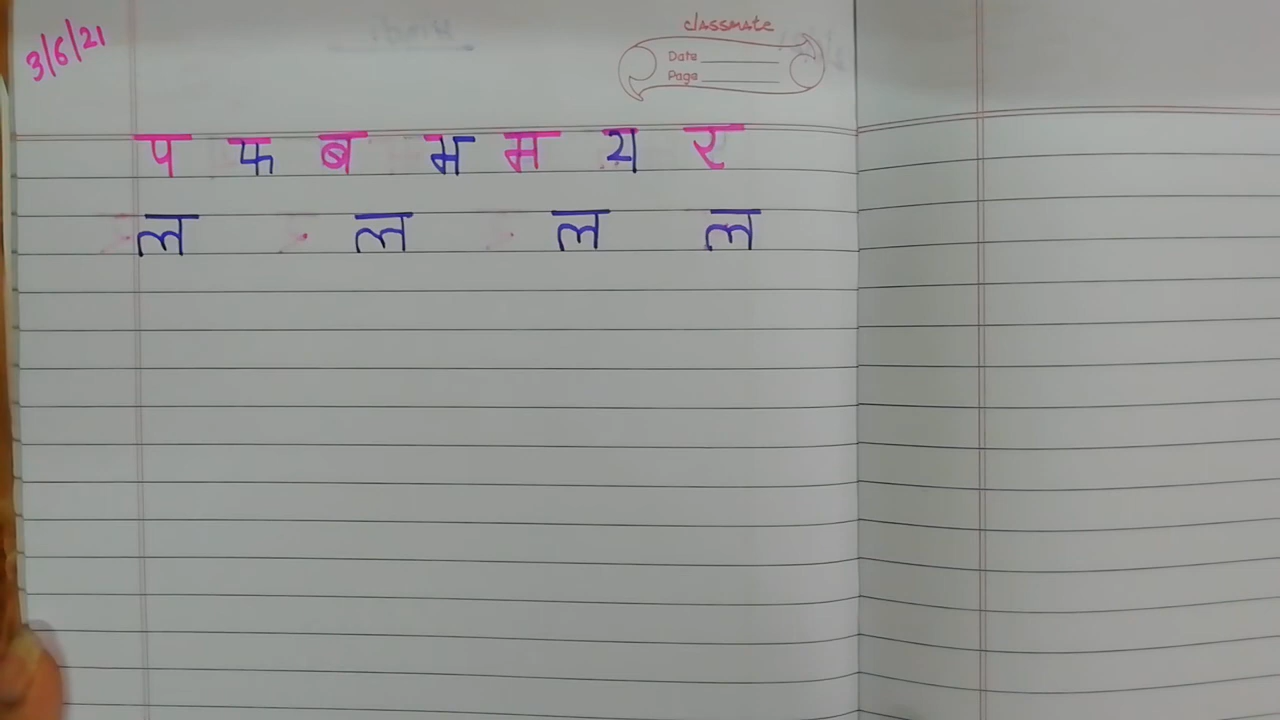 3/6/21
classmate
Date
Page
प फ ब भ म य र
ल ल ल ल